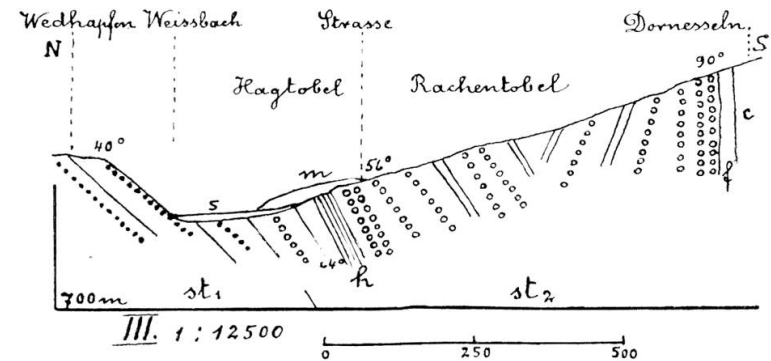 Wedhapfen Weissbach Strasse Dornesseln
N S
90°
Hagtobel Rachentobel
40° m 56° c
s f
44° h
st₁ st₂
700m
III. 1 : 12500
0 250 500